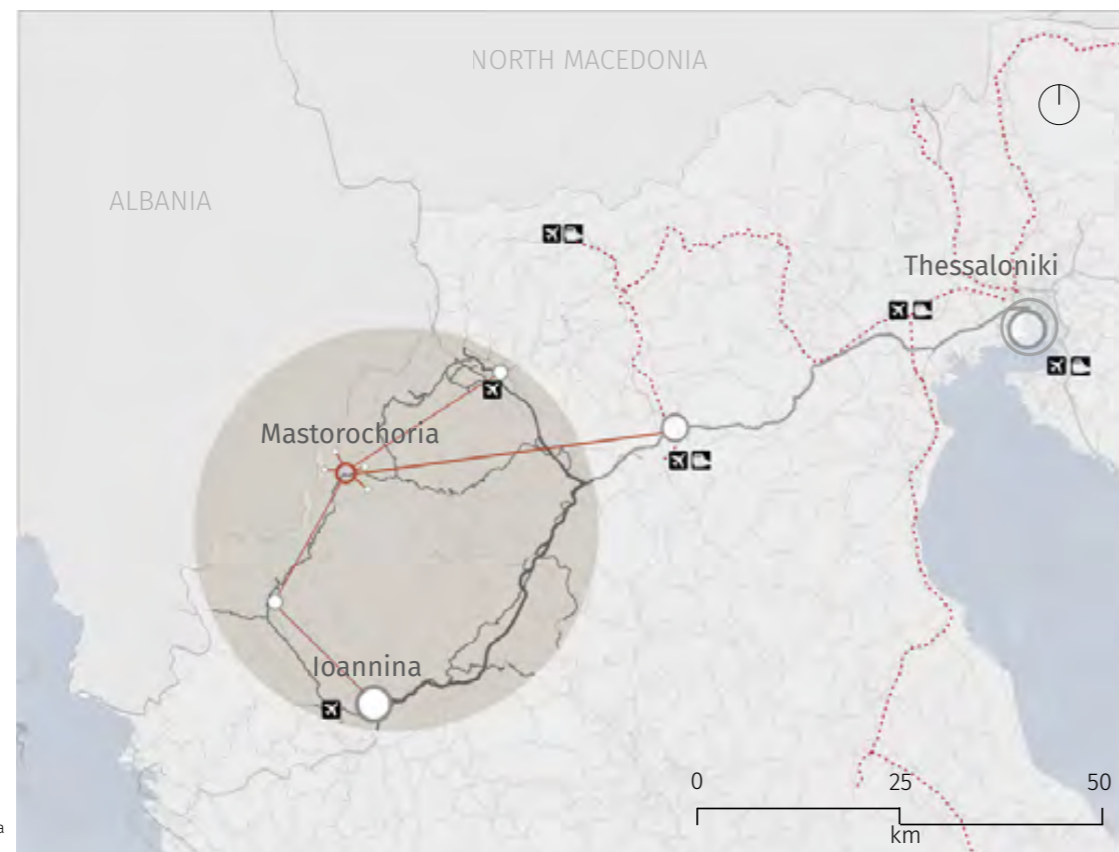 NORTH MACEDONIA
ALBANIA
Thessaloniki
Mastorochoria
Ioannina
0 25 50
km
a